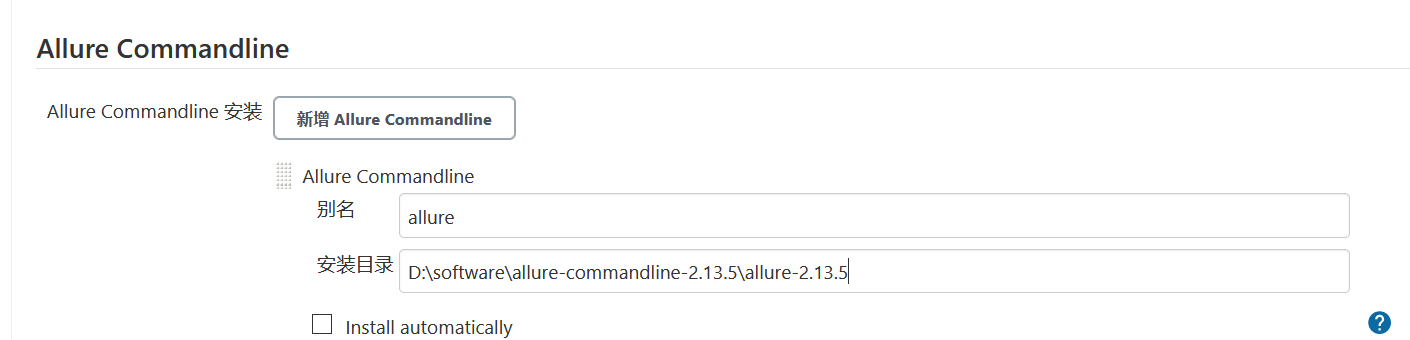 Allure Commandline
Allure Commandline 安装
新增 Allure Commandline
Allure Commandline
别名
allure
安装目录
D:\software\allure-commandline-2.13.5\allure-2.13.5
Install automatically
?